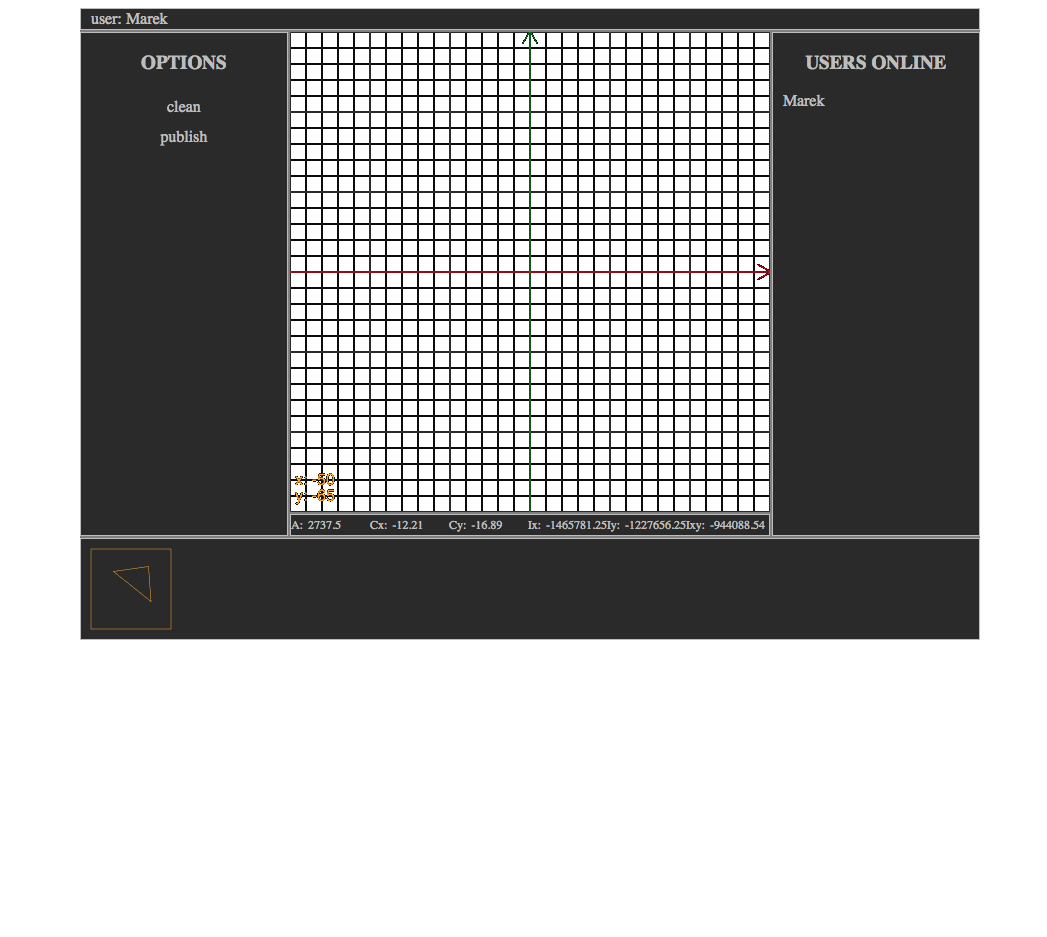 user: Marek
OPTIONS
clean
publish
x: -50
y: -65
A: 2737.5 Cx: -12.21 Cy: -16.89 Ix: -1465781.25Iy: -1227656.25Ixy: -944088.54
USERS ONLINE
Marek